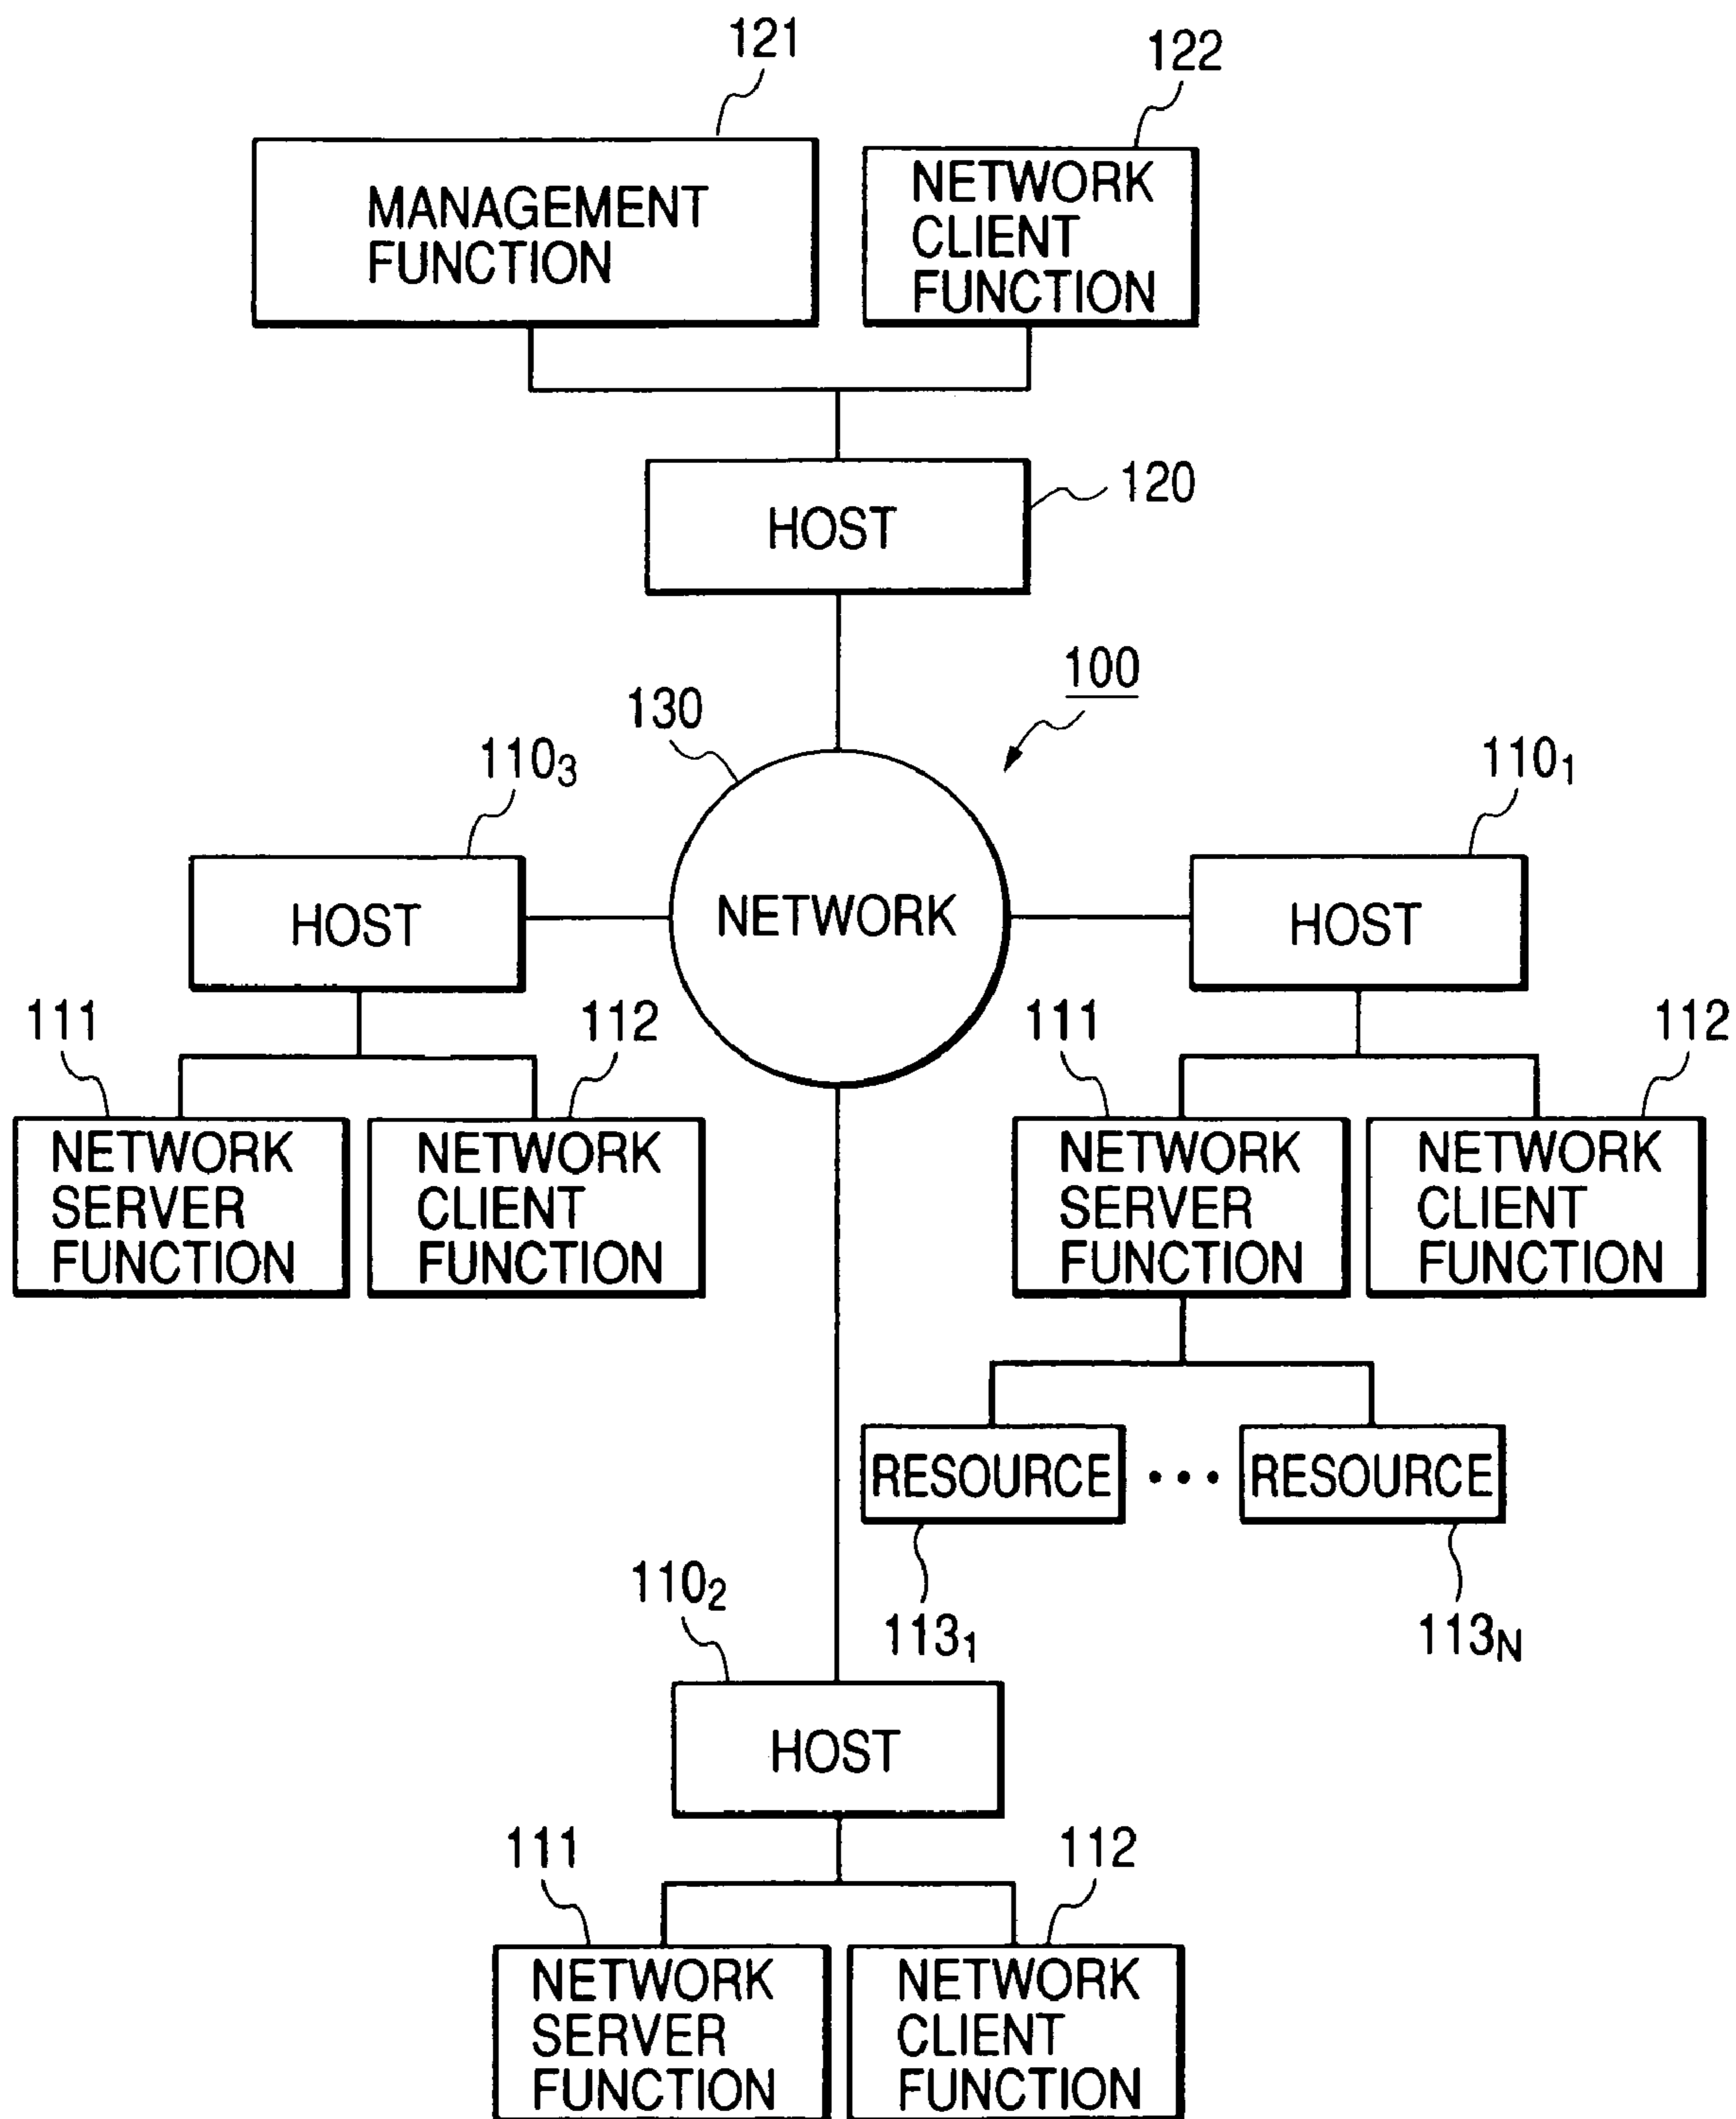 121
122
MANAGEMENT
FUNCTION
NETWORK
CLIENT
FUNCTION
120
HOST
100
130
110₃
110₁
HOST
NETWORK
HOST
111
112
111
112
NETWORK
SERVER
FUNCTION
NETWORK
CLIENT
FUNCTION
NETWORK
SERVER
FUNCTION
NETWORK
CLIENT
FUNCTION
RESOURCE
•••
RESOURCE
113₁
113N
110₂
HOST
111
112
NETWORK
SERVER
FUNCTION
NETWORK
CLIENT
FUNCTION